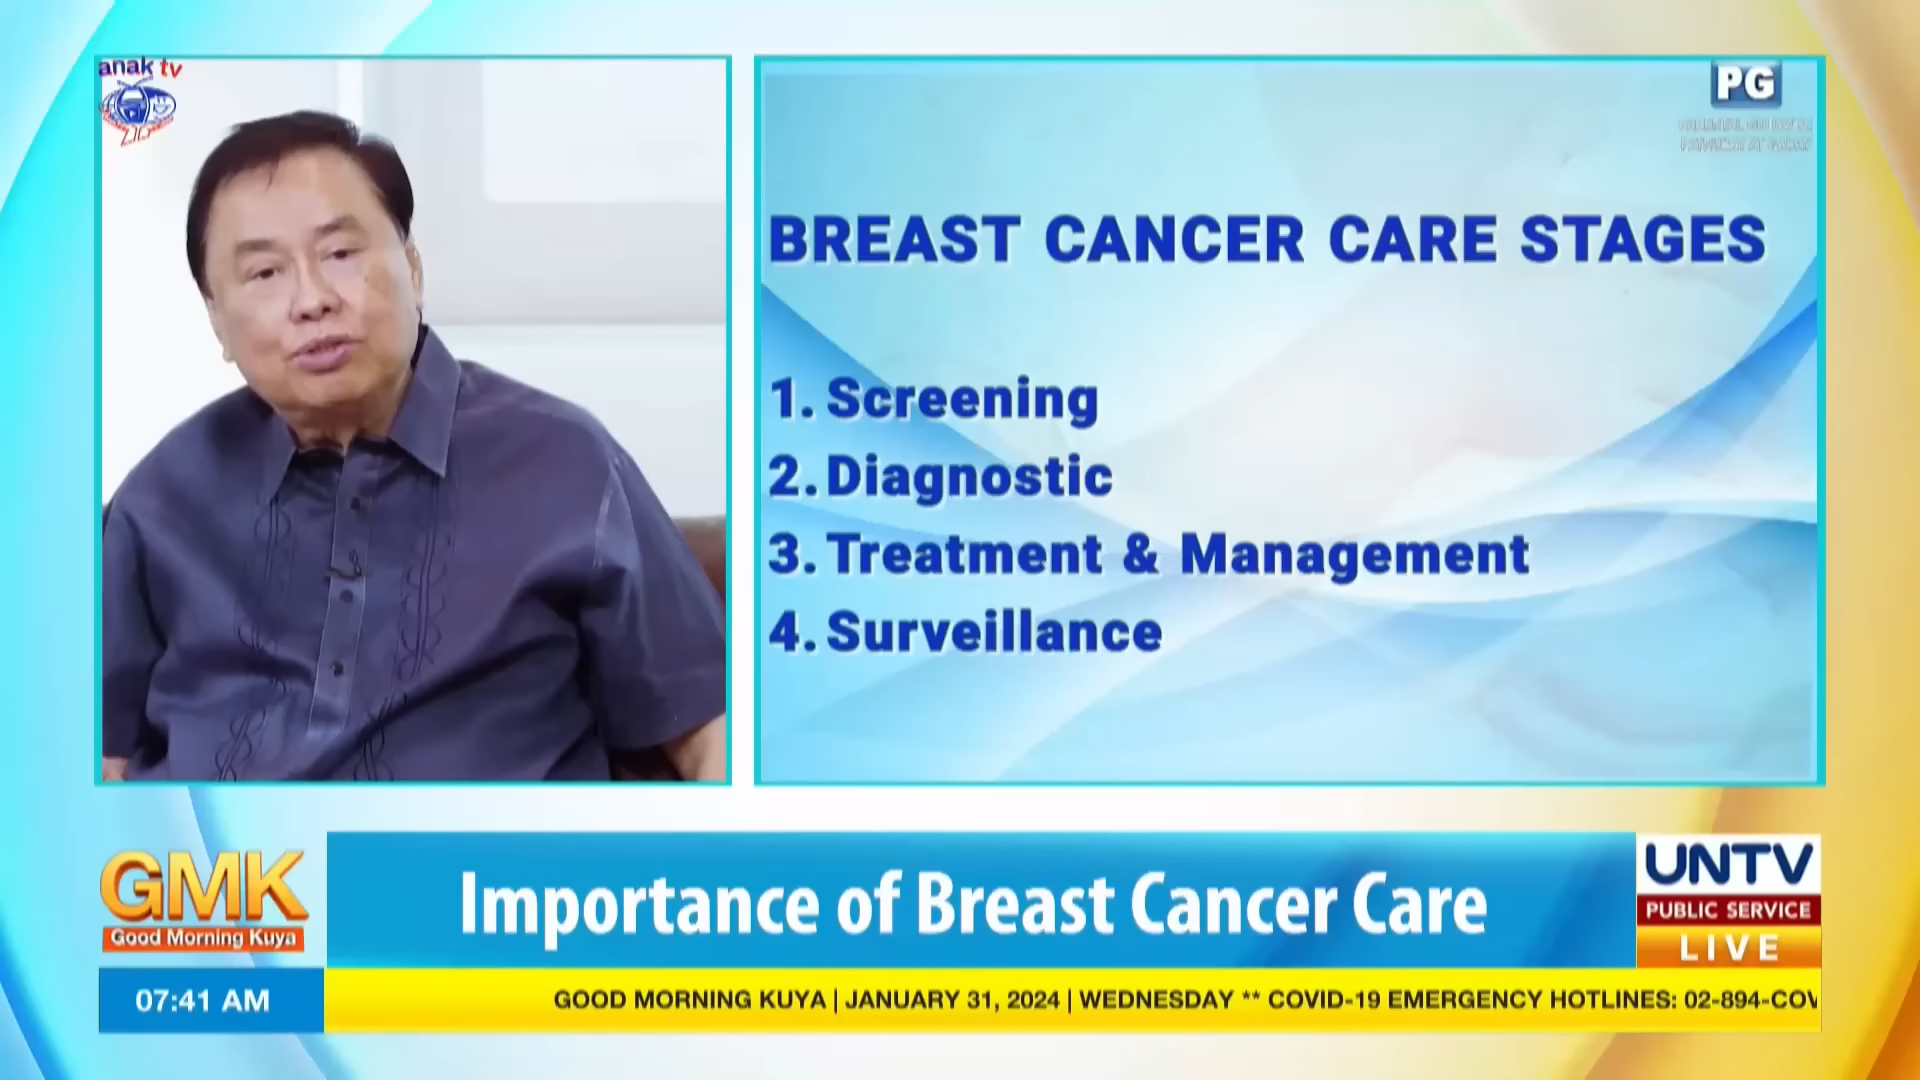 anak tv
PG
BREAST CANCER CARE STAGES
1. Screening
2. Diagnostic
3. Treatment & Management
4. Surveillance
GMK
Good Morning Kuya
Importance of Breast Cancer Care
UNTV
PUBLIC SERVICE
LIVE
07:41 AM
GOOD MORNING KUYA | JANUARY 31, 2024 | WEDNESDAY ** COVID-19 EMERGENCY HOTLINES: 02-894-COV